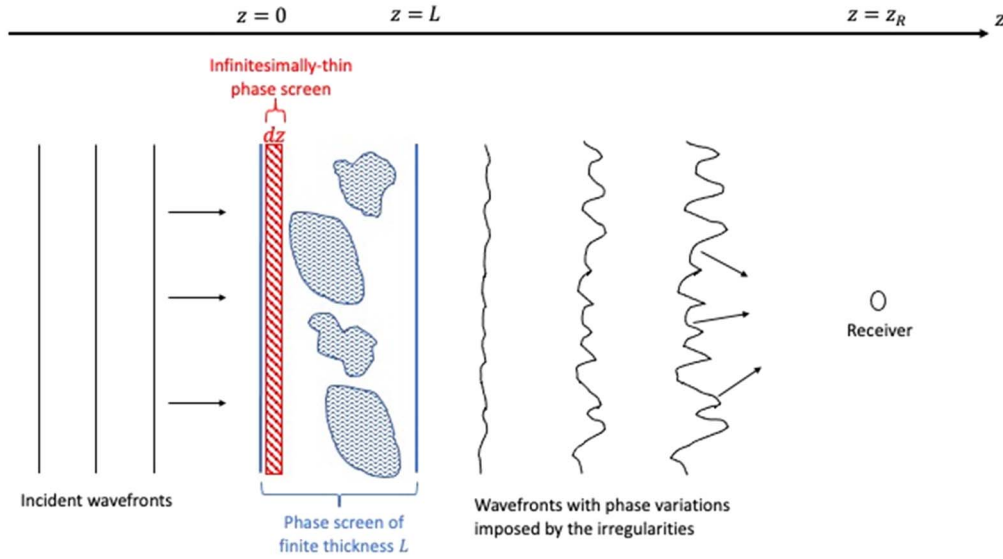 z = 0
z = L
z = z_R
z
Infinitesimally-thin
phase screen
dz
Receiver
Incident wavefronts
Wavefronts with phase variations
imposed by the irregularities
Phase screen of
finite thickness L